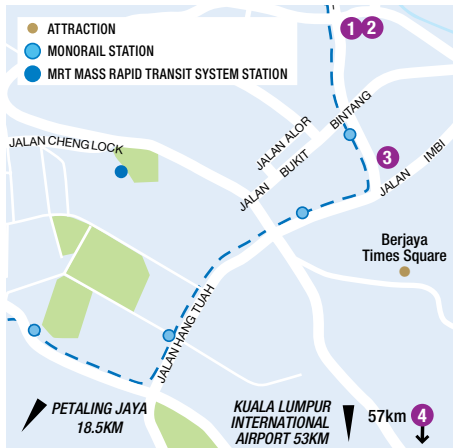 ATTRACTION
MONORAIL STATION
MRT MASS RAPID TRANSIT SYSTEM STATION
1 2
JALAN CHENG LOCK
JALAN ALOR
JALAN BUKIT BINTANG
3
JALAN IMBI
Berjaya
Times Square
JALAN HANG TUAH
PETALING JAYA
18.5KM
KUALA LUMPUR
INTERNATIONAL
AIRPORT 53KM
57km 4